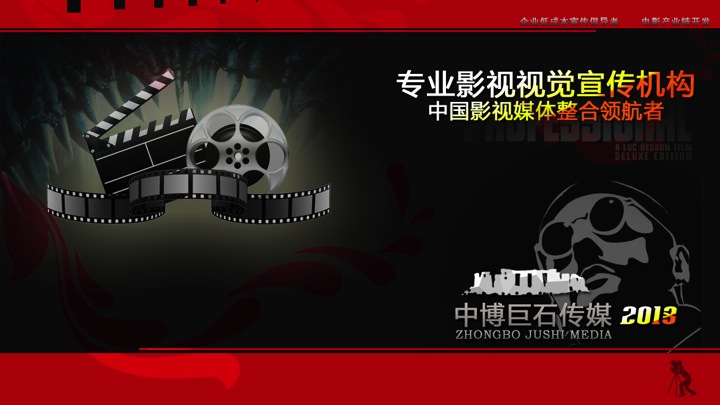 企业低成本宣传倡导者 电影产业链开发
专业影视视觉宣传机构
中国影视媒体整合领航者
PROFESSIONAL
A LUC BESSON FILM
DELUXE EDITION
中博巨石传媒 2013
ZHONGBO JUSHI MEDIA